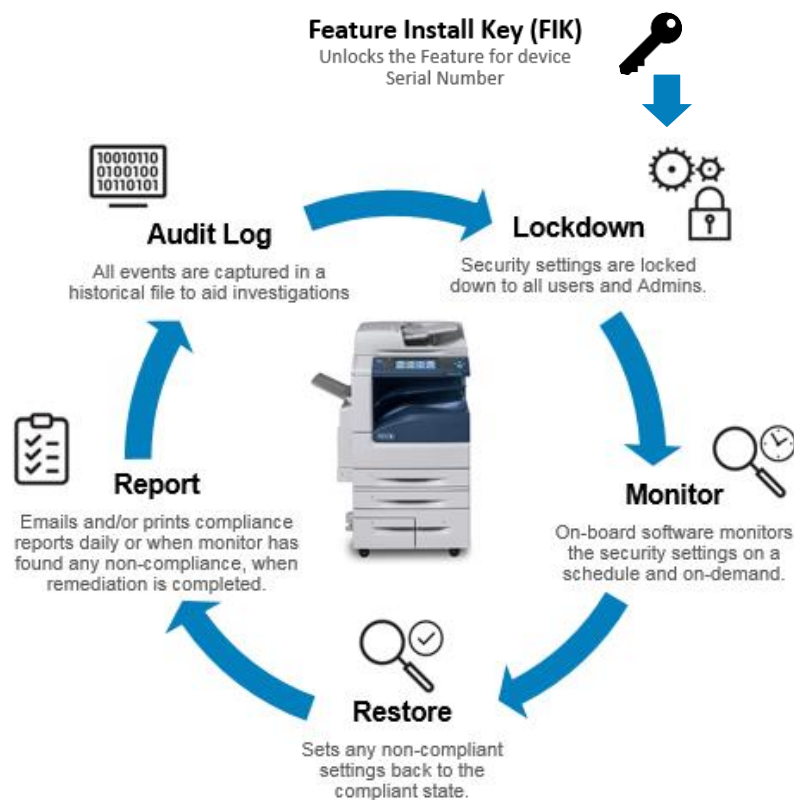 Feature Install Key (FIK)
Unlocks the Feature for device
Serial Number
10010110
0100100
10110101
Audit Log
All events are captured in a
historical file to aid investigations
Lockdown
Security settings are locked
down to all users and Admins.
Monitor
On-board software monitors
the security settings on a
schedule and on-demand.
Restore
Sets any non-compliant
settings back to the
compliant state.
Report
Emails and/or prints compliance
reports daily or when monitor has
found any non-compliance, when
remediation is completed.